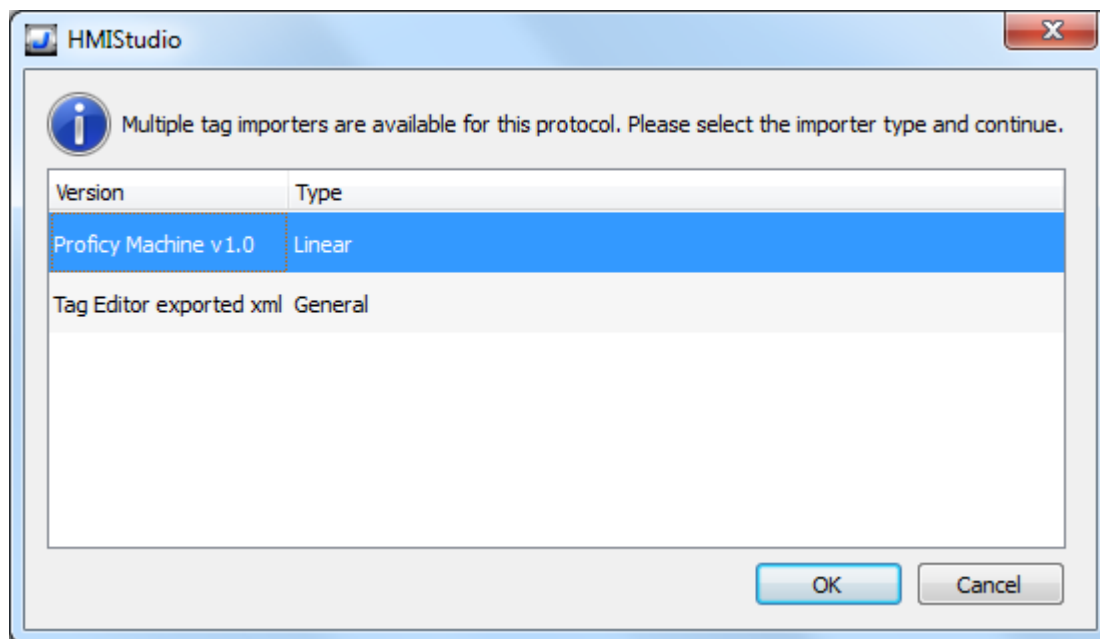 HMIStudio
Multiple tag importers are available for this protocol. Please select the importer type and continue.
Version Type
Proficy Machine v1.0 Linear
Tag Editor exported xml General
OK Cancel